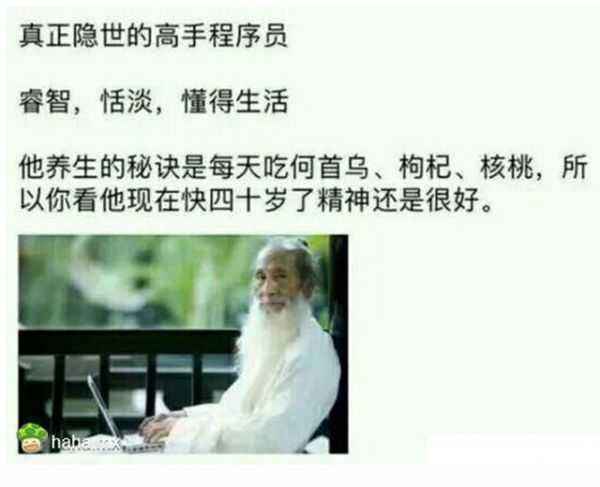 真正隐世的高手程序员
睿智，恬淡，懂得生活
他养生的秘诀是每天吃何首乌、枸杞、核桃，所
以你看他现在快四十岁了精神还是很好。
haha.mx